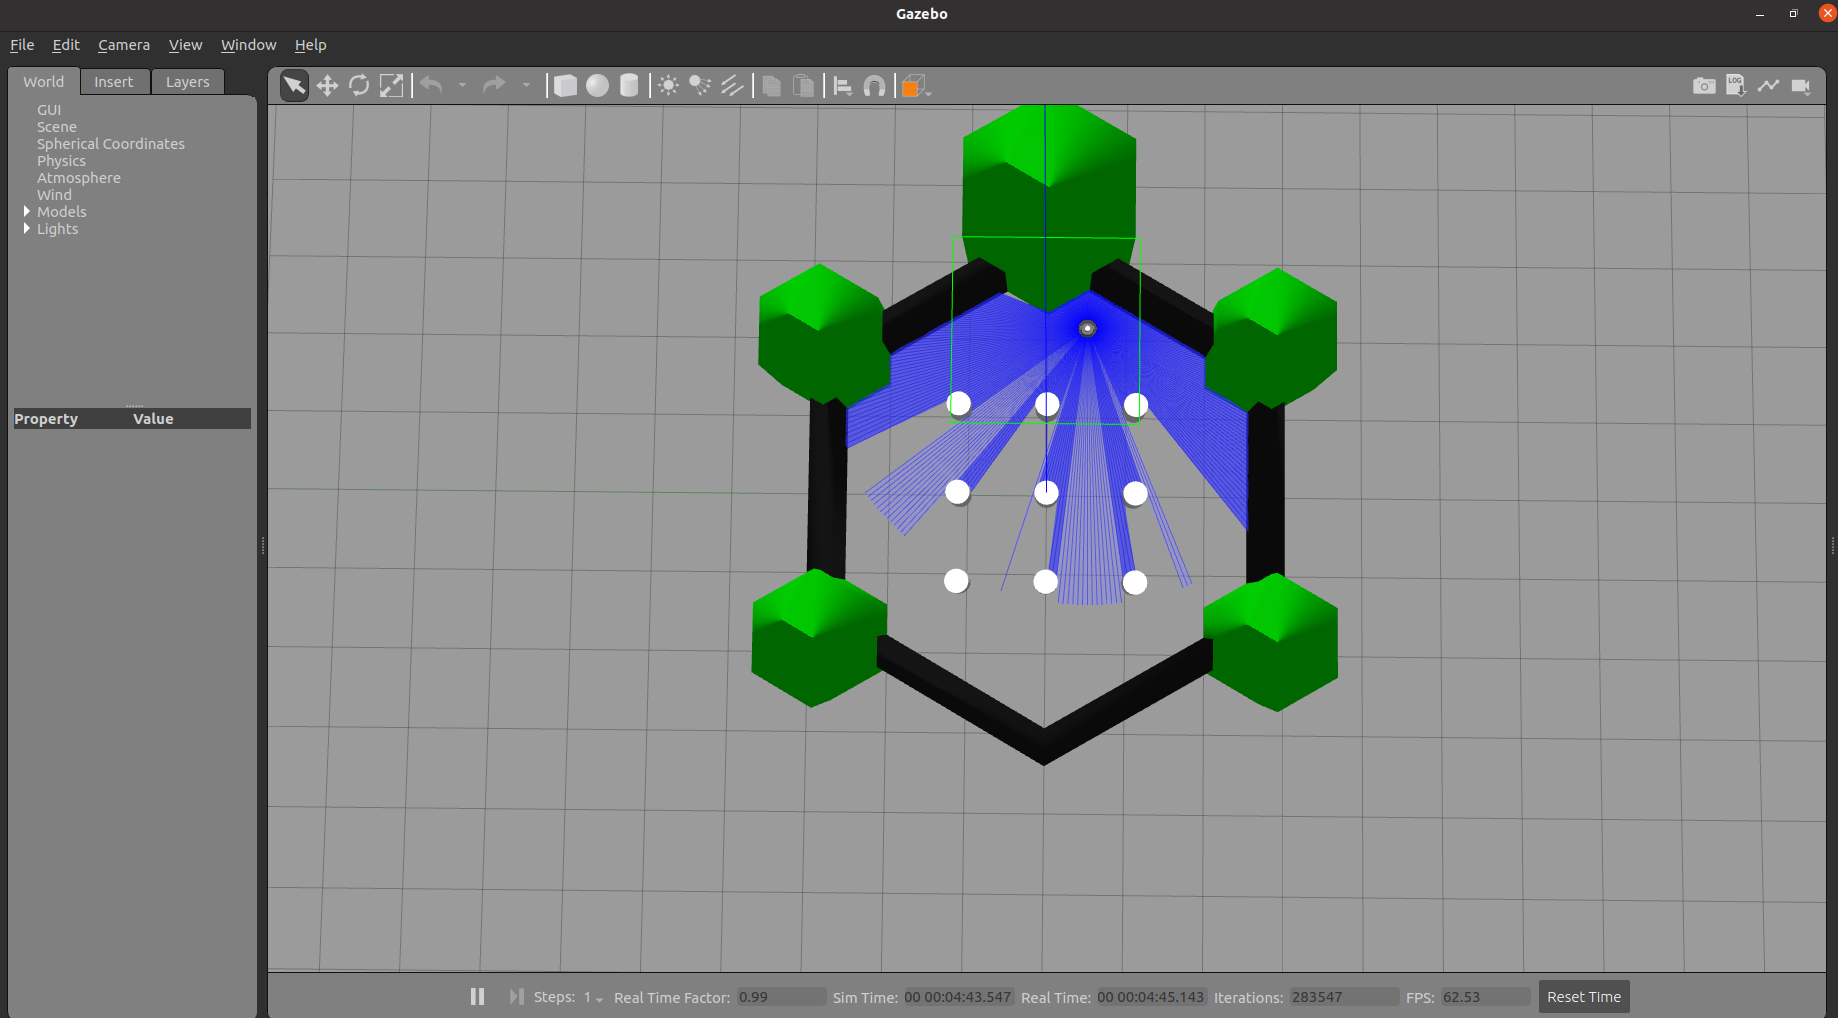 Gazebo
File Edit Camera View Window Help
World Insert Layers
GUI
Scene
Spherical Coordinates
Physics
Atmosphere
Wind
Models
Lights
Property Value
LOG
Steps: 1 Real Time Factor: 0.99 Sim Time: 00 00:04:43.547 Real Time: 00 00:04:45.143 Iterations: 283547 FPS: 62.53 Reset Time